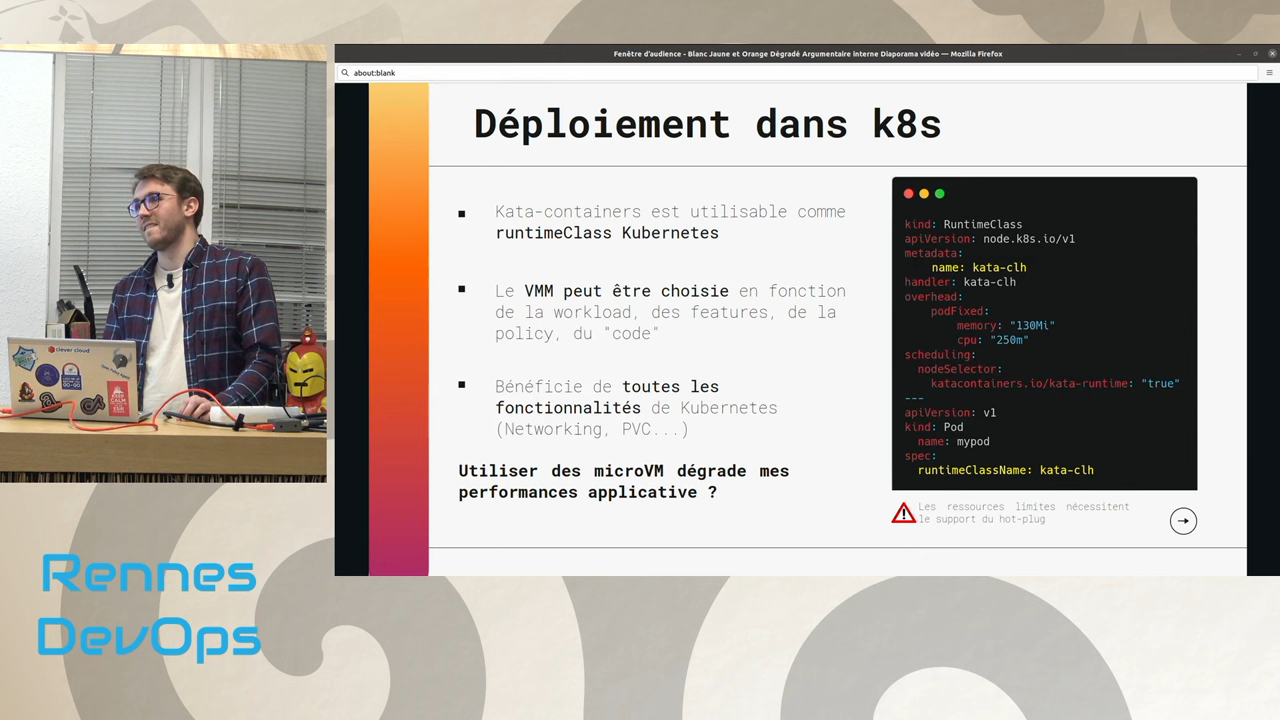 Fenêtre d'audience - Blanc Jaune et Orange Dégradé Argumentaire interne Diaporama vidéo — Mozilla Firefox
about:blank
Déploiement dans k8s
Kata-containers est utilisable comme
runtimeClass Kubernetes
Le VMM peut être choisie en fonction
de la workload, des features, de la
policy, du "code"
Bénéficie de toutes les
fonctionnalités de Kubernetes
(Networking, PVC...)
Utiliser des microVM dégrade mes
performances applicative ?
kind: RuntimeClass
apiVersion: node.k8s.io/v1
metadata:
name: kata-clh
handler: kata-clh
overhead:
podFixed:
memory: "130Mi"
cpu: "250m"
scheduling:
nodeSelector:
katacontainers.io/kata-runtime: "true"
---
apiVersion: v1
kind: Pod
name: mypod
spec:
runtimeClassName: kata-clh
Les ressources limites nécessitent
le support du hot-plug
clever cloud
KEEP
CALM
Rennes
DevOps